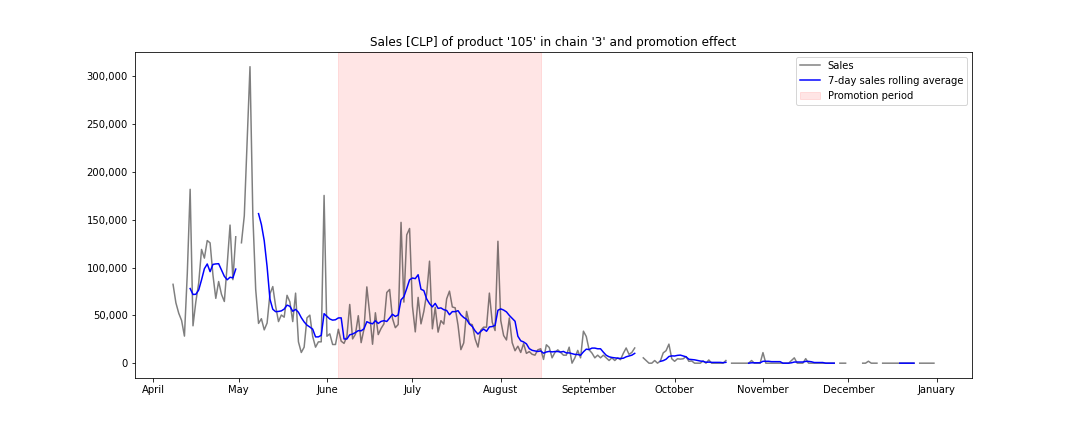 Sales [CLP] of product '105' in chain '3' and promotion effect
Sales
7-day sales rolling average
Promotion period
300,000
250,000
200,000
150,000
100,000
50,000
0
April May June July August September October November December January